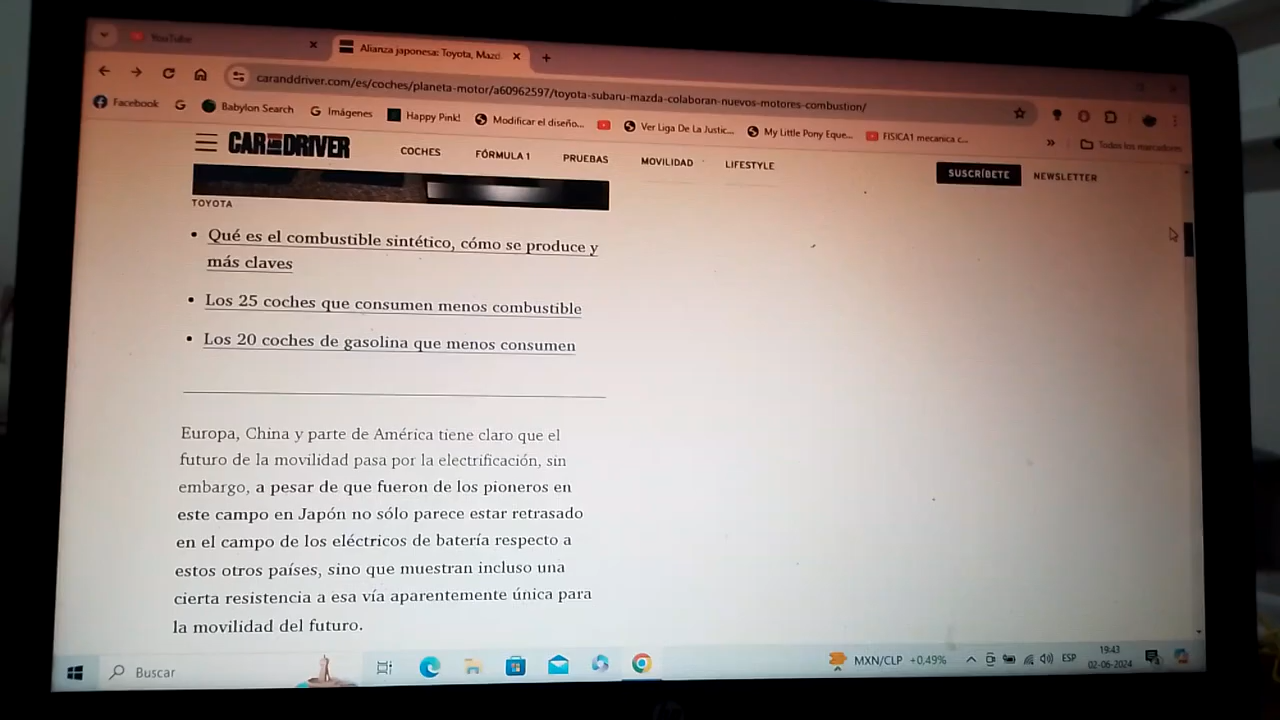 YouTube
Alianza japonesa: Toyota, Mazd
caranddriver.com/es/coches/planeta-motor/a60962597/toyota-subaru-mazda-colaboran-nuevos-motores-combustion/
Facebook
Babylon Search
Imágenes
Happy Pink!
Modificar el diseño...
Ver Liga De La Justic...
My Little Pony Eque...
FISICA1 mecanica c...
Todos los marcadores
CAR AND DRIVER
COCHES
FÓRMULA 1
PRUEBAS
MOVILIDAD
LIFESTYLE
SUSCRÍBETE
NEWSLETTER
TOYOTA
• Qué es el combustible sintético, cómo se produce y
más claves
• Los 25 coches que consumen menos combustible
• Los 20 coches de gasolina que menos consumen
Europa, China y parte de América tiene claro que el
futuro de la movilidad pasa por la electrificación, sin
embargo, a pesar de que fueron de los pioneros en
este campo en Japón no sólo parece estar retrasado
en el campo de los eléctricos de batería respecto a
estos otros países, sino que muestran incluso una
cierta resistencia a esa vía aparentemente única para
la movilidad del futuro.
Buscar
MXN/CLP +0,49%
ESP
19:43
02-06-2024